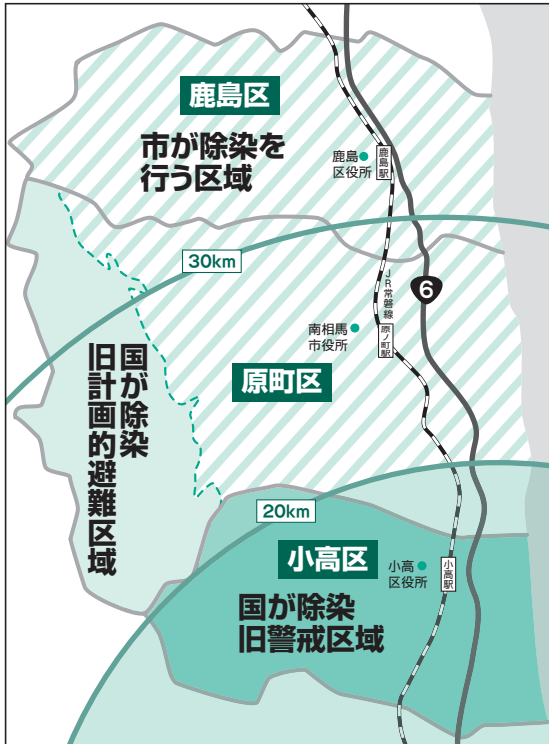 鹿島区
市が除染を
行う区域
鹿島
区役所
鹿島駅
30km
JR常磐線
6
南相馬
市役所
原ノ町駅
原町区
国が除染
旧計画的避難区域
20km
小高区
小高
区役所
小高駅
国が除染
旧警戒区域